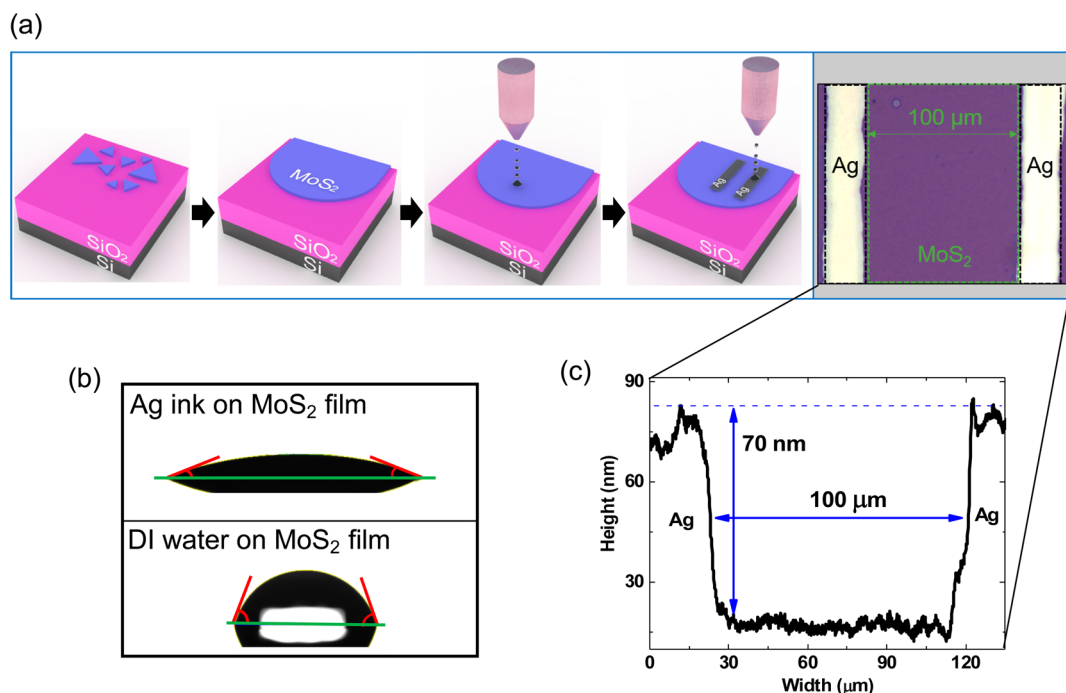 (a)
SiO₂
Si
MoS₂
SiO₂
Si
SiO₂
Si
Ag
Ag
SiO₂
Si
100 μm
Ag
Ag
MoS₂
(b)
Ag ink on MoS₂ film
DI water on MoS₂ film
(c)
90
60
30
Height (nm)
70 nm
100 μm
Ag
Ag
0
30
60
90
120
Width (μm)